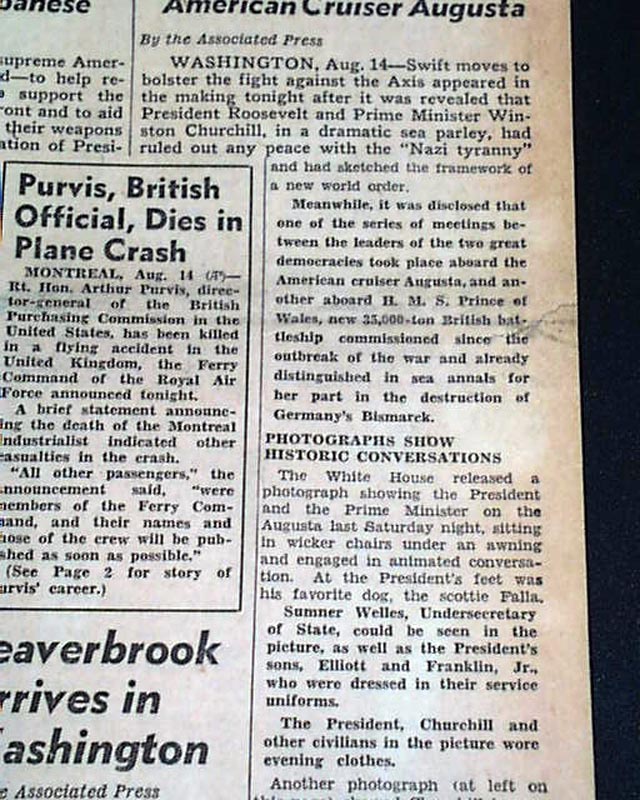 panese
upreme Amer-
d—to help re-
support the
ont and to aid
their weapons
ation of Presi-
American Cruiser Augusta
By the Associated Press
WASHINGTON, Aug. 14—Swift moves to
bolster the fight against the Axis appeared in
the making tonight after it was revealed that
President Roosevelt and Prime Minister Win-
ston Churchill, in a dramatic sea parley, had
ruled out any peace with the "Nazi tyranny"
and had sketched the framework of
a new world order.
Meanwhile, it was disclosed that
one of the series of meetings be-
tween the leaders of the two great
democracies took place aboard the
American cruiser Augusta, and an-
other aboard H. M. S. Prince of
Wales, new 35,000-ton British bat-
tleship commissioned since the
outbreak of the war and already
distinguished in sea annals for
her part in the destruction of
Germany's Bismarck.
PHOTOGRAPHS SHOW
HISTORIC CONVERSATIONS
The White House released a
photograph showing the President
and the Prime Minister on the
Augusta last Saturday night, sitting
in wicker chairs under an awning
and engaged in animated conversa-
tion. At the President's feet was
his favorite dog, the scottie Falla.
Sumner Welles, Undersecretary
of State, could be seen in the
picture, as well as the President's
sons, Elliott and Franklin, Jr.,
who were dressed in their service
uniforms.
The President, Churchill and
other civilians in the picture wore
evening clothes.
Another photograph (at left on
Purvis, British
Official, Dies in
Plane Crash
MONTREAL, Aug. 14 (AP)—
Rt. Hon. Arthur Purvis, direc-
tor-general of the British
Purchasing Commission in the
United States, has been killed
in a flying accident in the
United Kingdom, the Ferry
Command of the Royal Air
Force announced tonight.
A brief statement announc-
ing the death of the Montreal
industrialist indicated other
casualties in the crash.
"All other passengers," the
nnouncement said, "were
members of the Ferry Com-
mand, and their names and
hose of the crew will be pub-
shed as soon as possible."
(See Page 2 for story of
urvis' career.)
eaverbrook
rrives in
ashington
e Associated Press